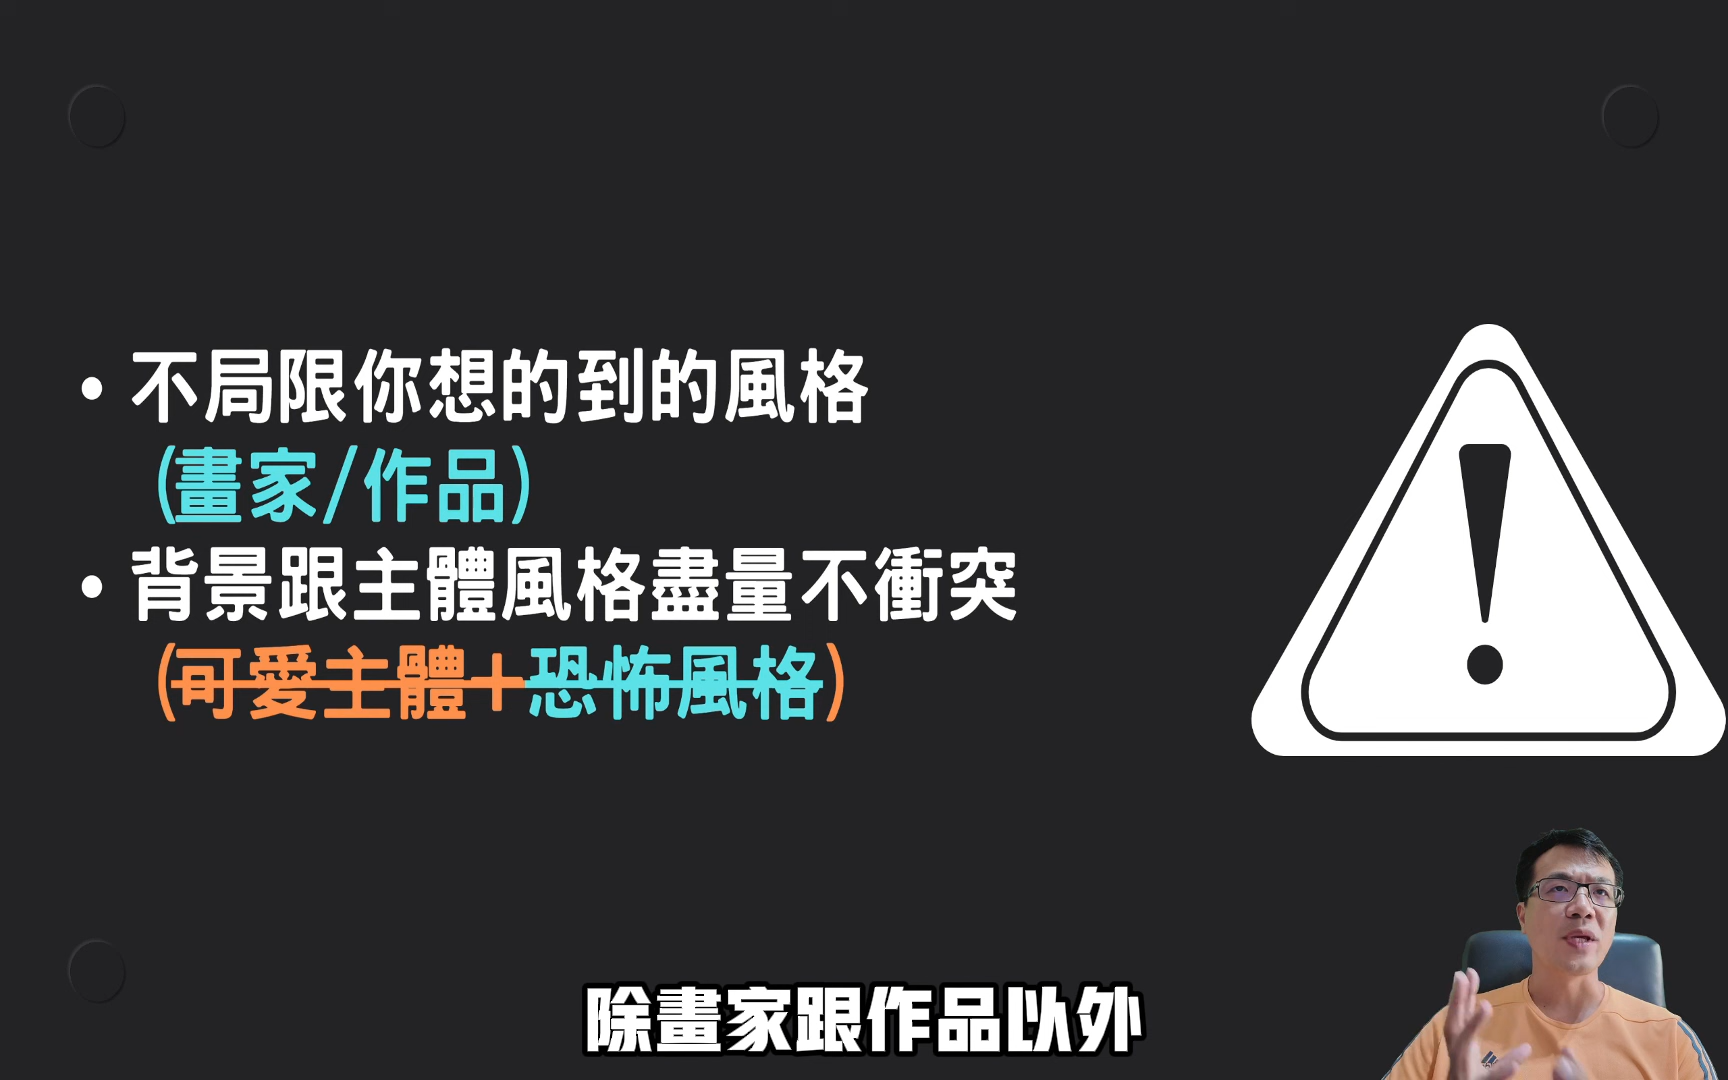 • 不局限你想的到的風格
(畫家/作品)
• 背景跟主體風格盡量不衝突
(可愛主體+恐怖風格)
除畫家跟作品以外